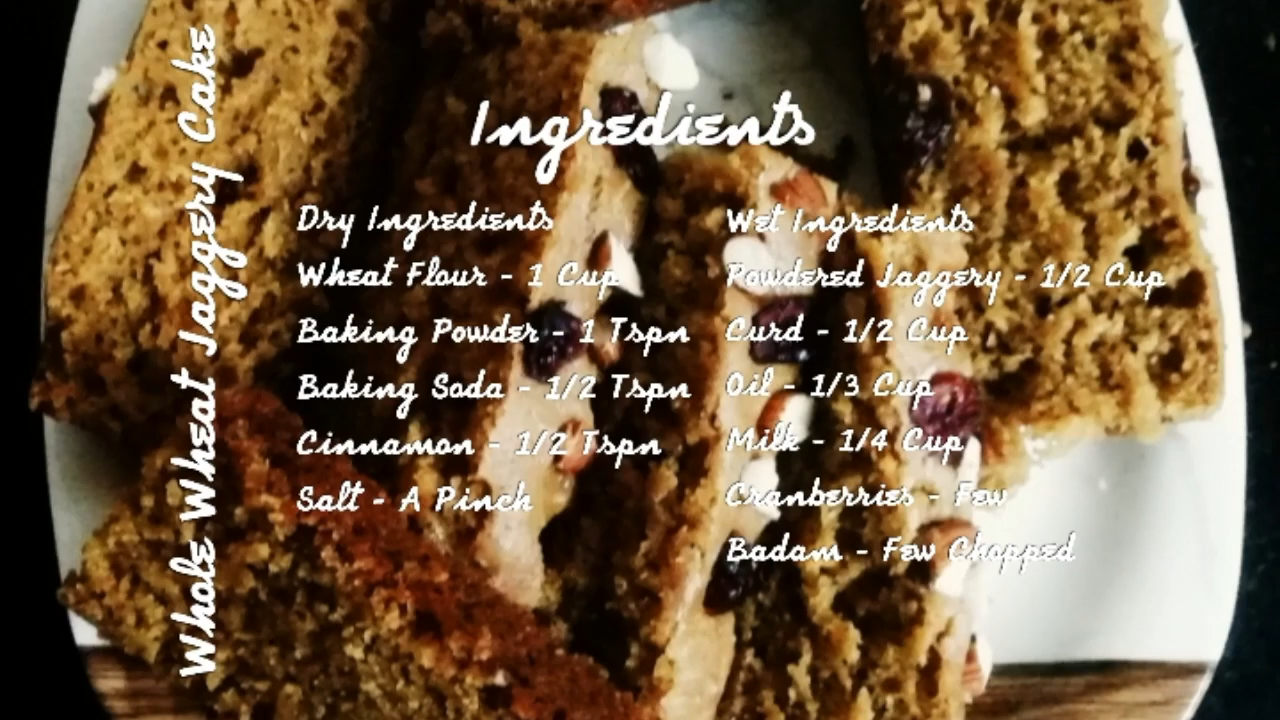 Whole Wheat Jaggery Cake
Ingredients
Dry Ingredients
Wheat Flour - 1 Cup
Baking Powder - 1 Tspn
Baking Soda - 1/2 Tspn
Cinnamon - 1/2 Tspn
Salt - A Pinch
Wet Ingredients
Powdered Jaggery - 1/2 Cup
Curd - 1/2 Cup
Oil - 1/3 Cup
Milk - 1/4 Cup
Cranberries - Few
Badam - Few Chopped